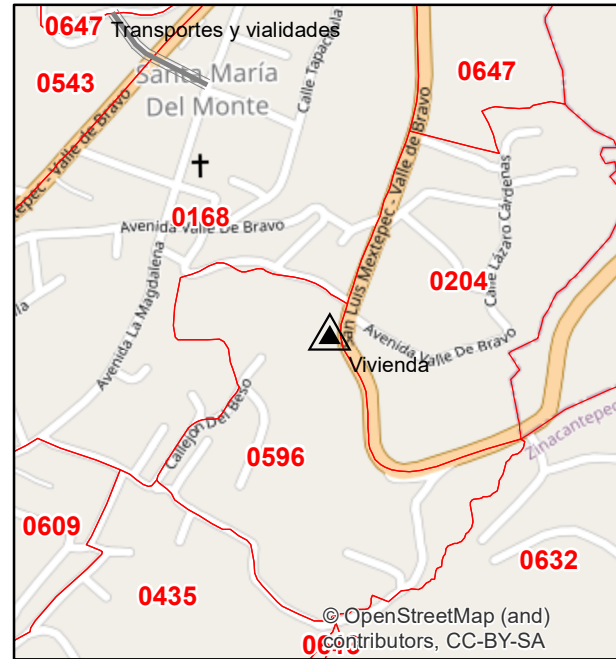 0647
Transportes y vialidades
0543
Santa María
Del Monte
Calle Tapachula
0647
tepec - Valle de Bravo
San Luis Mextepec - Valle de Bravo
Calle Lázaro Cárdenas
0168
Avenida Valle De Bravo
0204
Avenida La Magdalena
Avenida Valle De Bravo
Vivienda
Callejón Del Beso
0596
Zinacantepec
0609
0632
0435
© OpenStreetMap (and)
contributors, CC-BY-SA